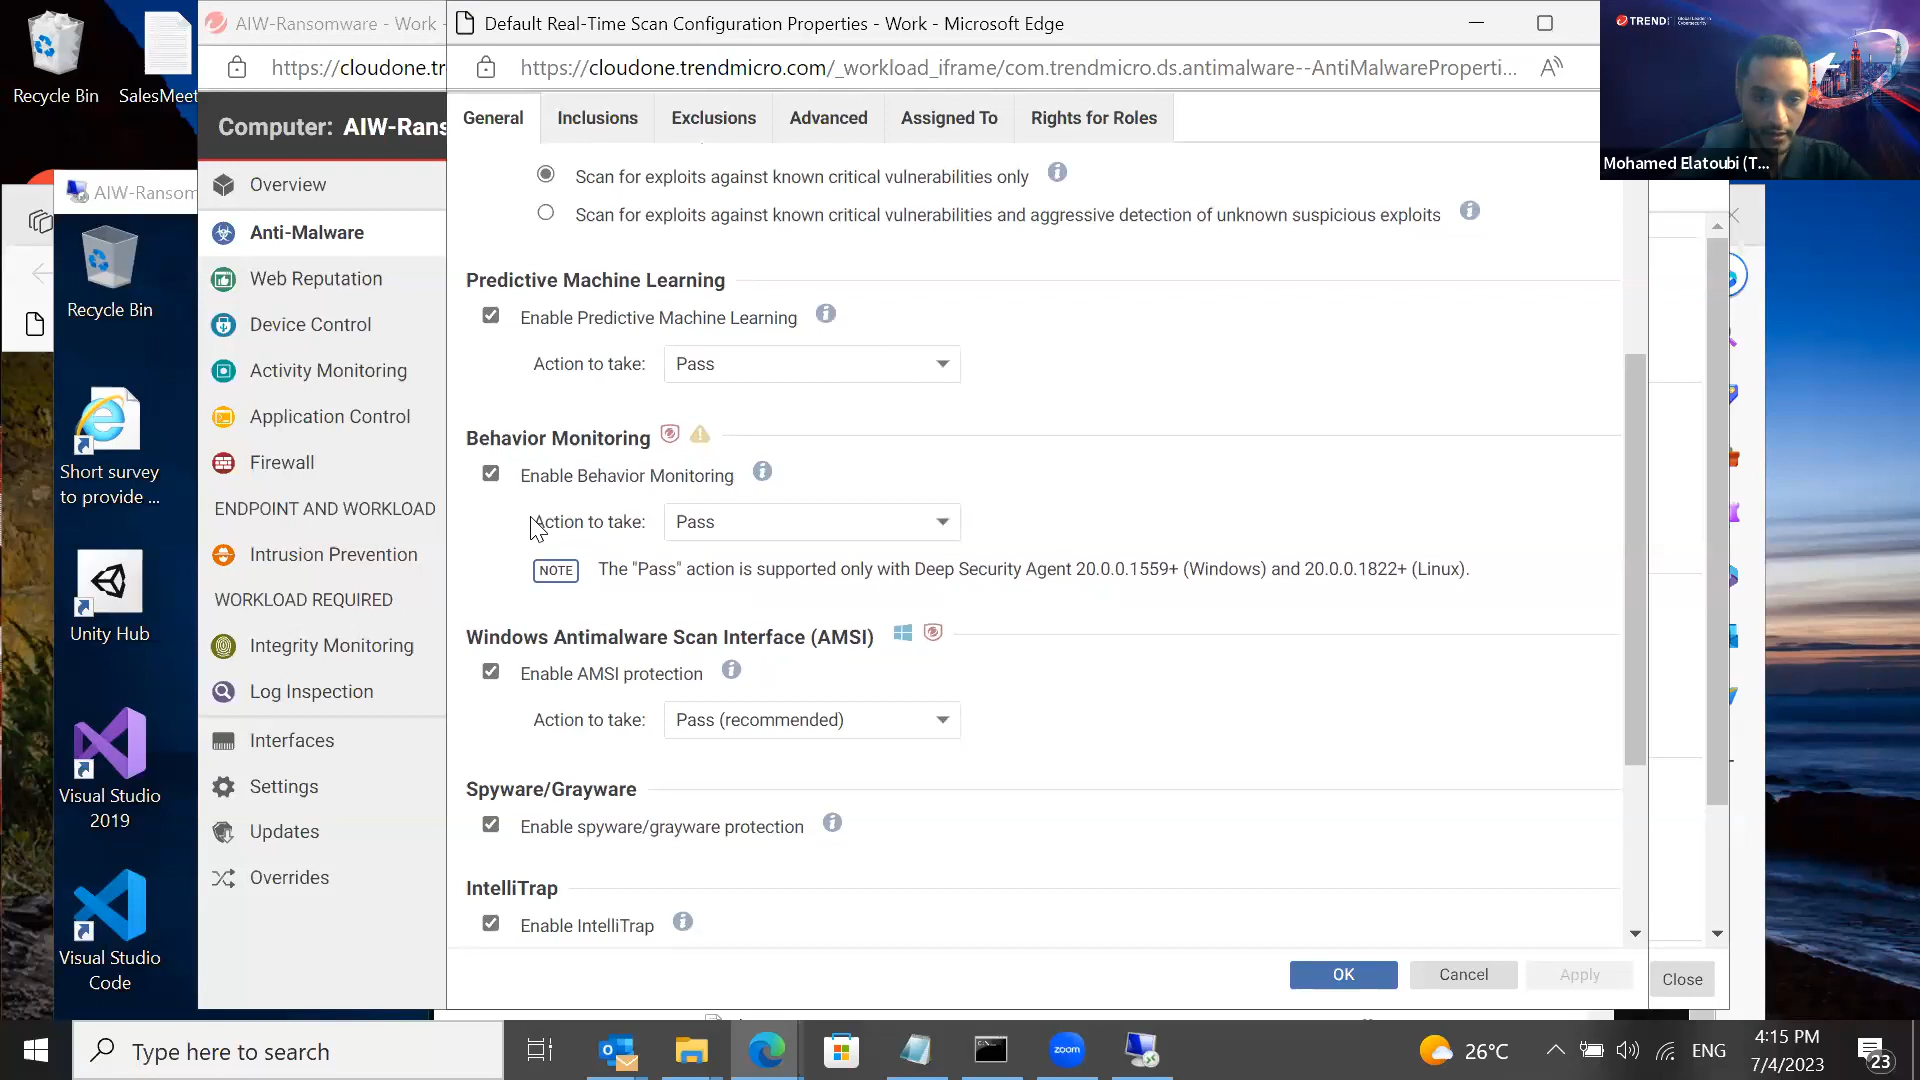 Recycle Bin
SalesMeet
AIW-Ransomware - Work -
Default Real-Time Scan Configuration Properties - Work - Microsoft Edge
https://cloudone.tr
https://cloudone.trendmicro.com/_workload_iframe/com.trendmicro.ds.antimalware--AntiMalwareProperti...
TREND
Mohamed Elatoubi (T...
Computer: AIW-Rans
General
Inclusions
Exclusions
Advanced
Assigned To
Rights for Roles
AIW-Ransom
Overview
Anti-Malware
Web Reputation
Device Control
Activity Monitoring
Application Control
Firewall
ENDPOINT AND WORKLOAD
Intrusion Prevention
WORKLOAD REQUIRED
Integrity Monitoring
Log Inspection
Interfaces
Settings
Updates
Overrides
Recycle Bin
Short survey
to provide ...
Unity Hub
Visual Studio
2019
Visual Studio
Code
Scan for exploits against known critical vulnerabilities only
Scan for exploits against known critical vulnerabilities and aggressive detection of unknown suspicious exploits
Predictive Machine Learning
Enable Predictive Machine Learning
Action to take: Pass
Behavior Monitoring
Enable Behavior Monitoring
Action to take: Pass
NOTE The "Pass" action is supported only with Deep Security Agent 20.0.0.1559+ (Windows) and 20.0.0.1822+ (Linux).
Windows Antimalware Scan Interface (AMSI)
Enable AMSI protection
Action to take: Pass (recommended)
Spyware/Grayware
Enable spyware/grayware protection
IntelliTrap
Enable IntelliTrap
OK
Cancel
Apply
Close
Type here to search
zoom
26°C
ENG
4:15 PM
7/4/2023
23